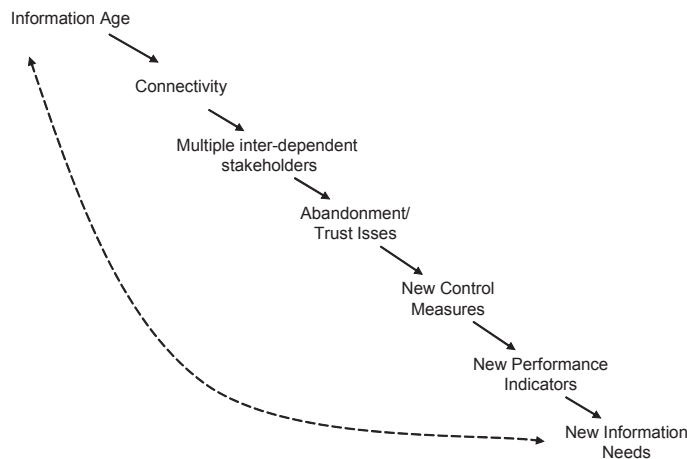 Information Age
Connectivity
Multiple inter-dependent
stakeholders
Abandonment/
Trust Isses
New Control
Measures
New Performance
Indicators
New Information
Needs